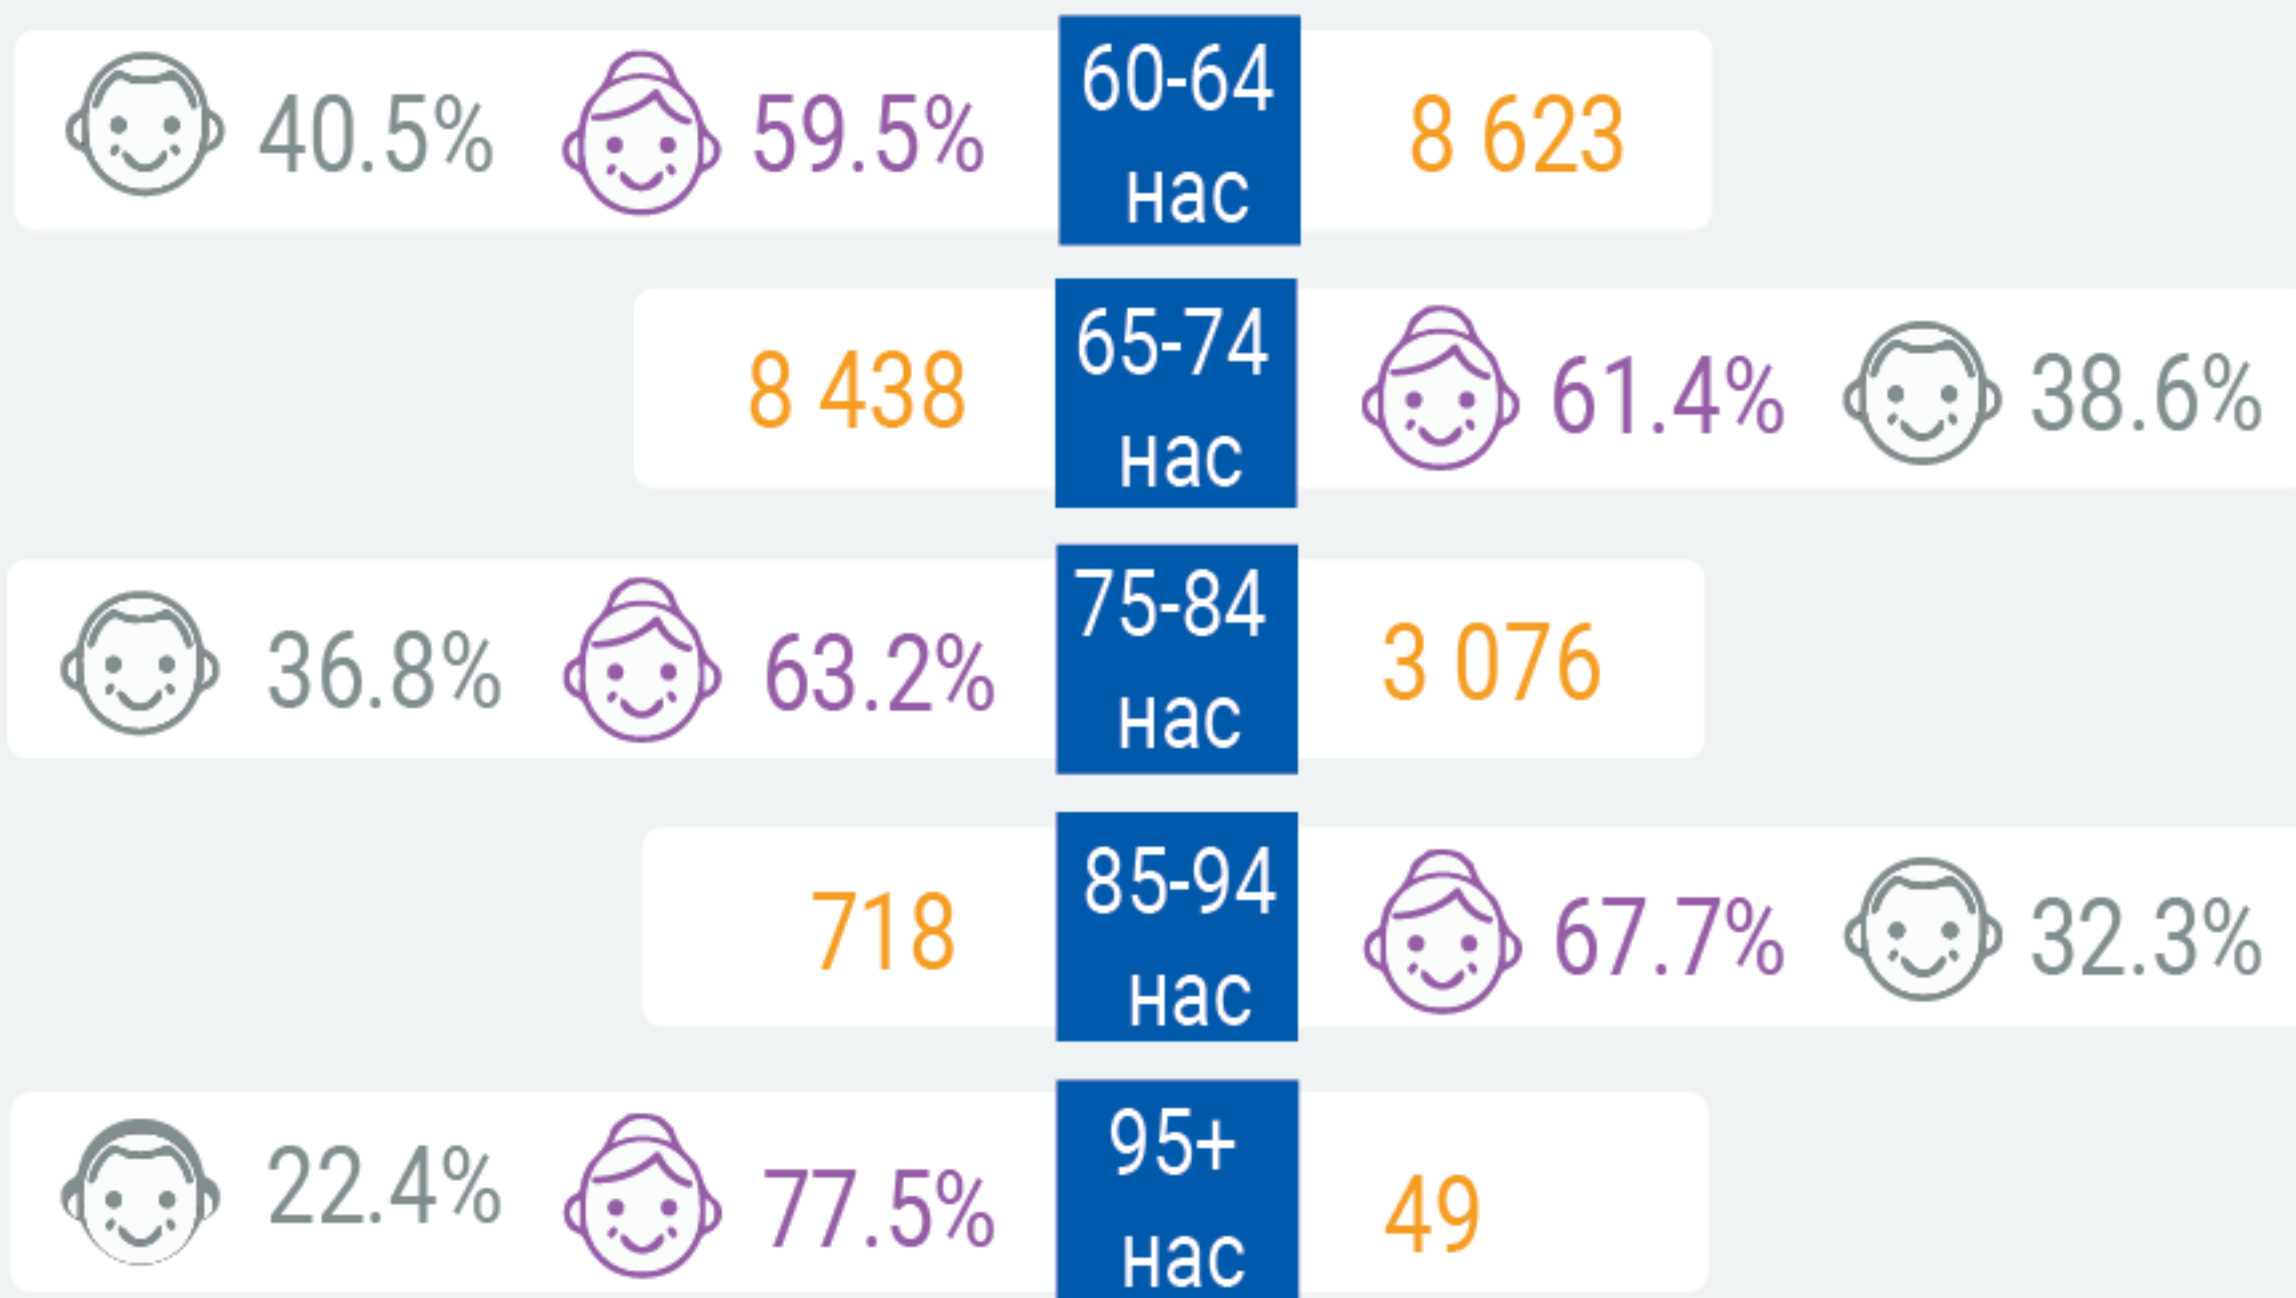 40.5% 59.5% 60-64 нас 8 623
8 438 65-74 нас 61.4% 38.6%
36.8% 63.2% 75-84 нас 3 076
718 85-94 нас 67.7% 32.3%
22.4% 77.5% 95+ нас 49